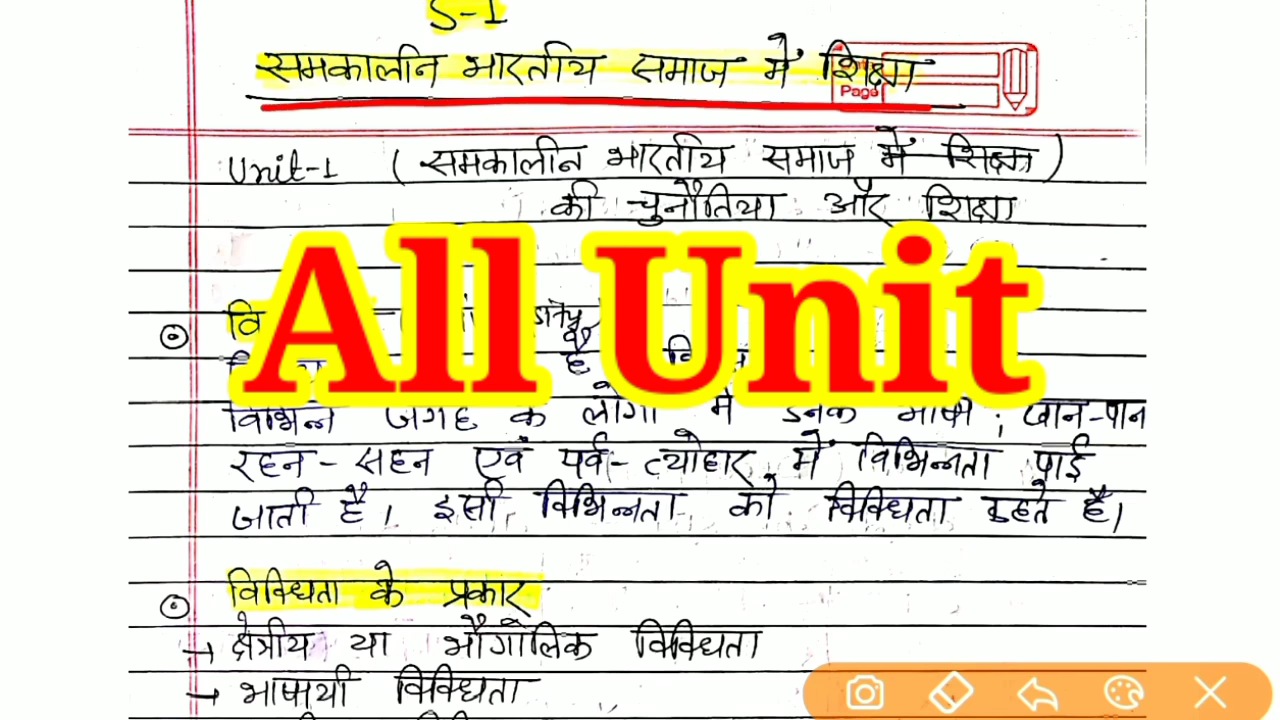 S-1
समकालीन भारतीय समाज में शिक्षा
Page
Unit-1 (समकालीन भारतीय समाज में शिक्षा)
की चुनौतिया और शिक्षा
All Unit
वि
है वि
विभिन्न जगह के लोगो में उनके भाषा, खान-पान
रहन-सहन एवं पर्व-त्योहार में विभिन्नता पाई
जाती है। इसी विभिन्नता को विविधता कहते है।
विविधता के प्रकार
→ क्षेत्रीय या भौगोलिक विविधता
→ भाषायी विविधता